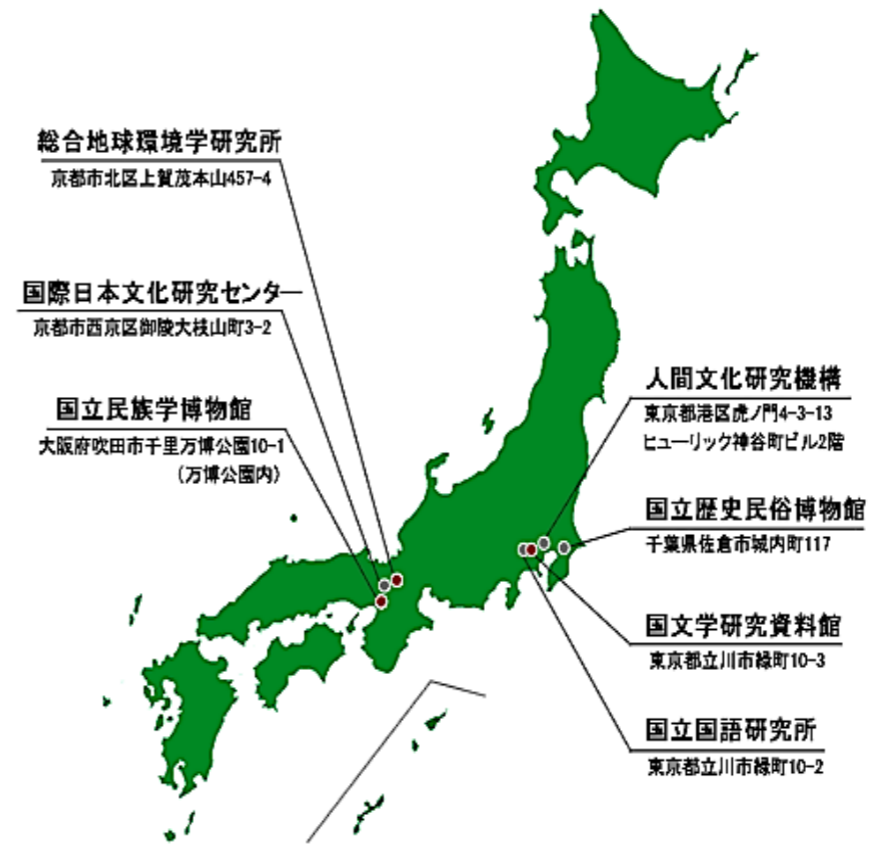 総合地球環境学研究所
京都市北区上賀茂本山457-4
国際日本文化研究センター
京都市西京区御陵大枝山町3-2
国立民族学博物館
大阪府吹田市千里万博公園10-1
（万博公園内）
人間文化研究機構
東京都港区虎ノ門4-3-13
ヒューリック神谷町ビル2階
国立歴史民俗博物館
千葉県佐倉市城内町117
国文学研究資料館
東京都立川市緑町10-3
国立国語研究所
東京都立川市緑町10-2